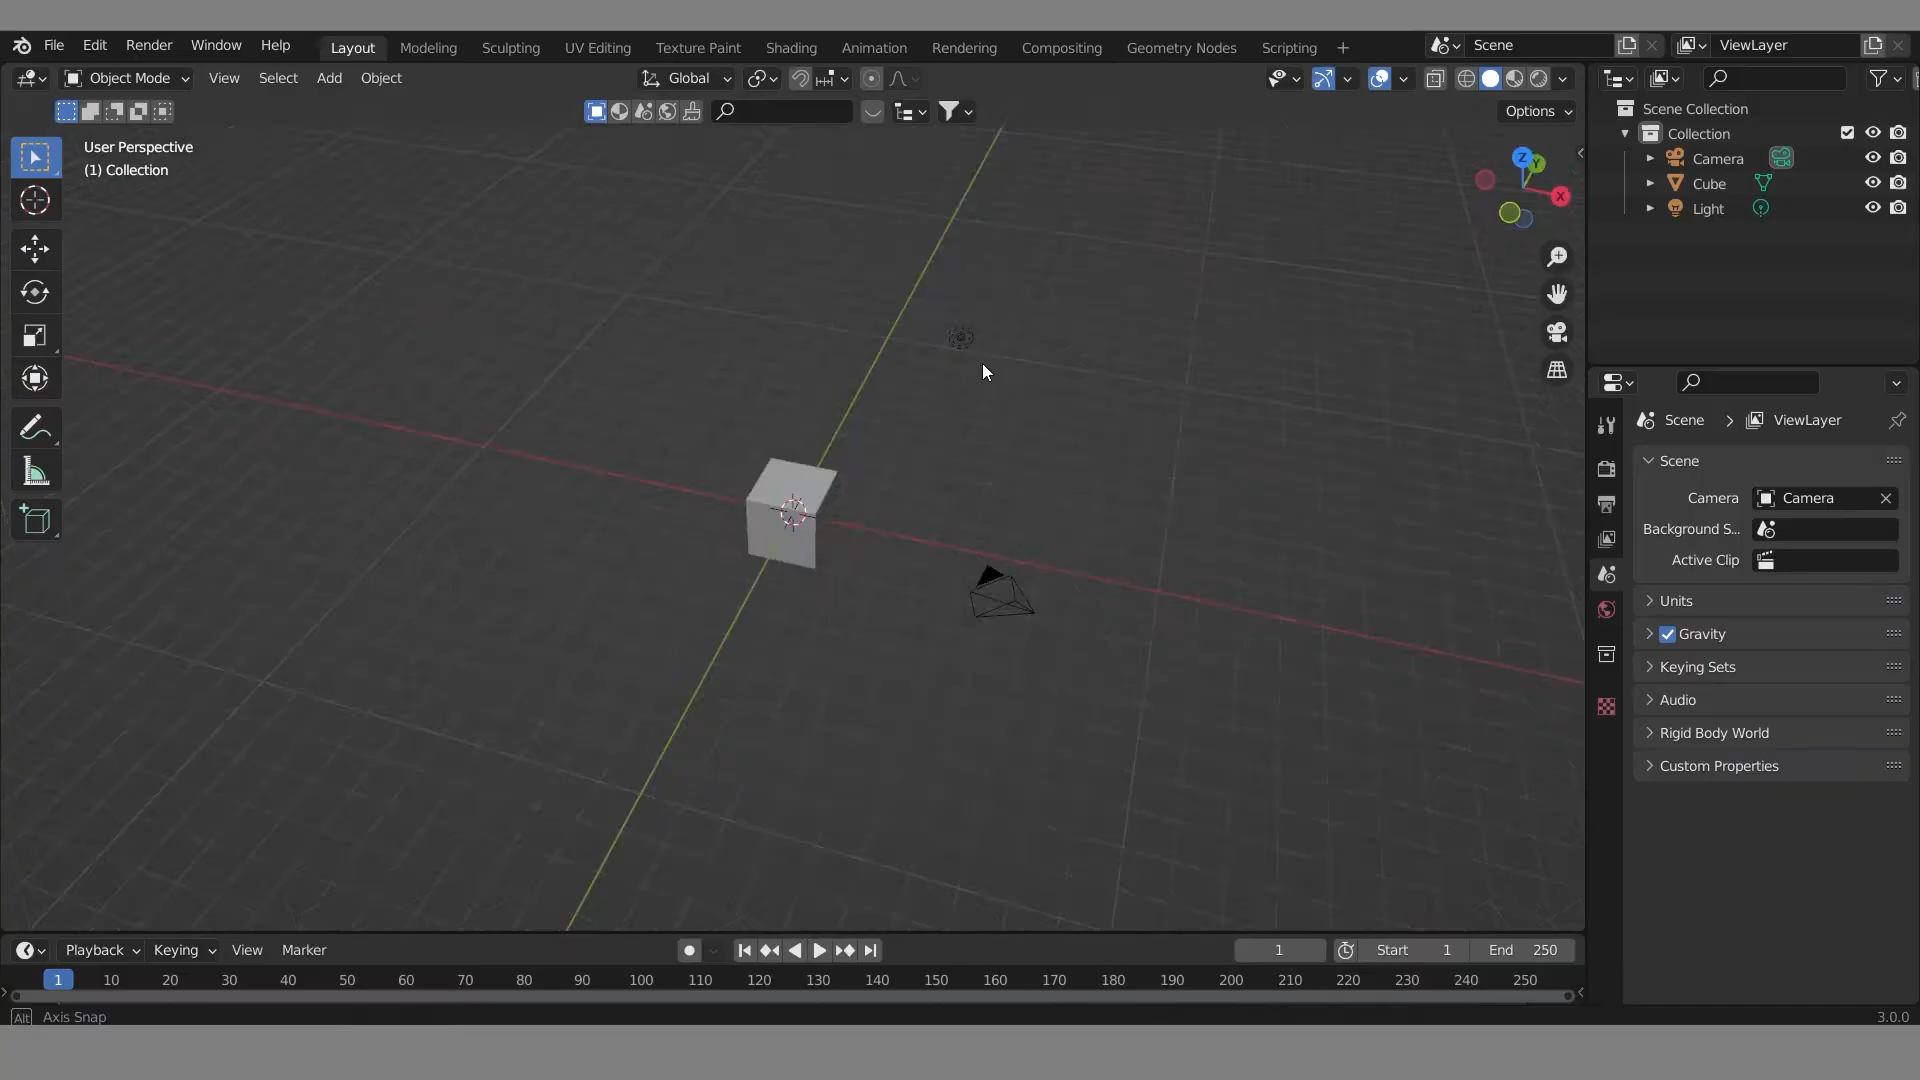 File Edit Render Window Help Layout Modeling Sculpting UV Editing Texture Paint Shading Animation Rendering Compositing Geometry Nodes Scripting + Scene ViewLayer
Object Mode View Select Add Object Global
Options
User Perspective
(1) Collection
Z
Y
X
Scene Collection
Collection
Camera
Cube
Light
Scene > ViewLayer
Scene
Camera Camera
Background S...
Active Clip
Units
Gravity
Keying Sets
Audio
Rigid Body World
Custom Properties
Playback Keying View Marker 1 Start 1 End 250
1 10 20 30 40 50 60 70 80 90 100 110 120 130 140 150 160 170 180 190 200 210 220 230 240 250
Alt Axis Snap 3.0.0